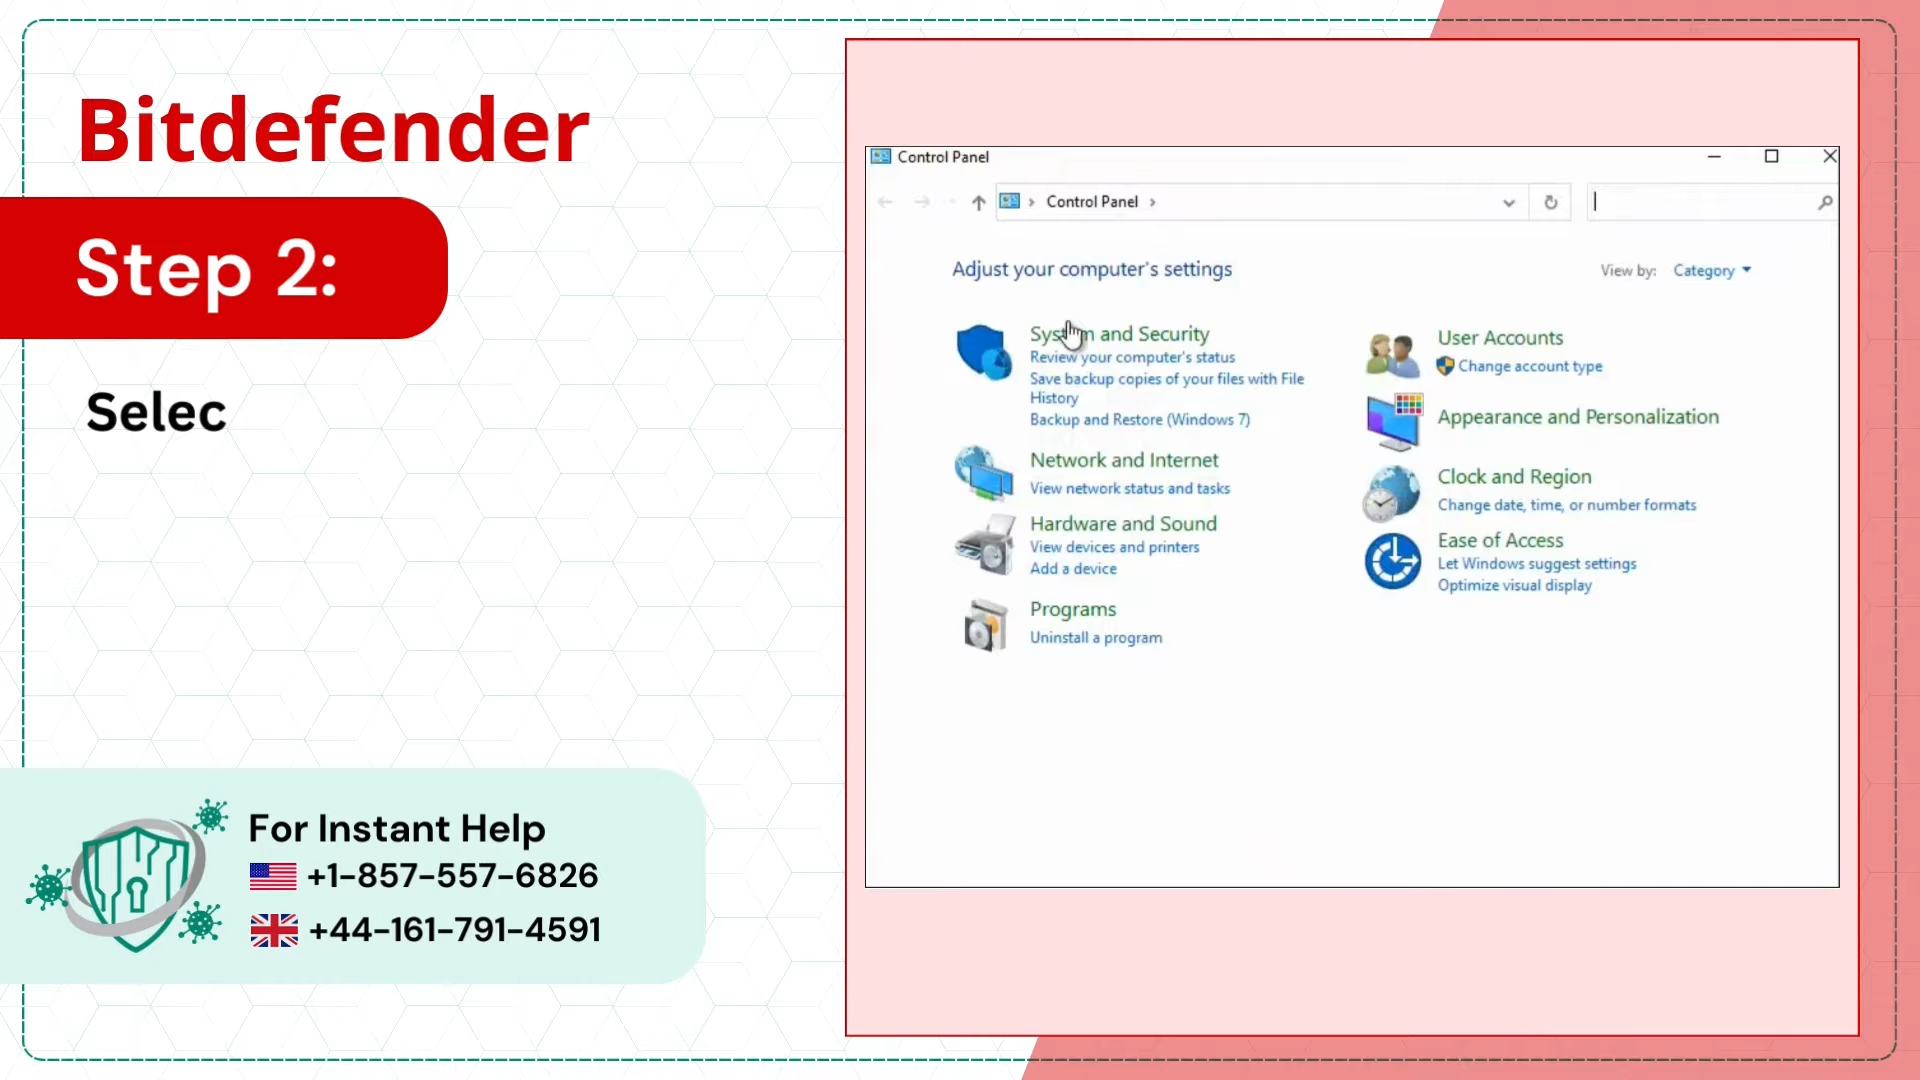 Bitdefender
Step 2:
Selec
For Instant Help
+1-857-557-6826
+44-161-791-4591
Control Panel
Control Panel
Adjust your computer's settings
View by: Category
System and Security
Review your computer's status
Save backup copies of your files with File
History
Backup and Restore (Windows 7)
Network and Internet
View network status and tasks
Hardware and Sound
View devices and printers
Add a device
Programs
Uninstall a program
User Accounts
Change account type
Appearance and Personalization
Clock and Region
Change date, time, or number formats
Ease of Access
Let Windows suggest settings
Optimize visual display